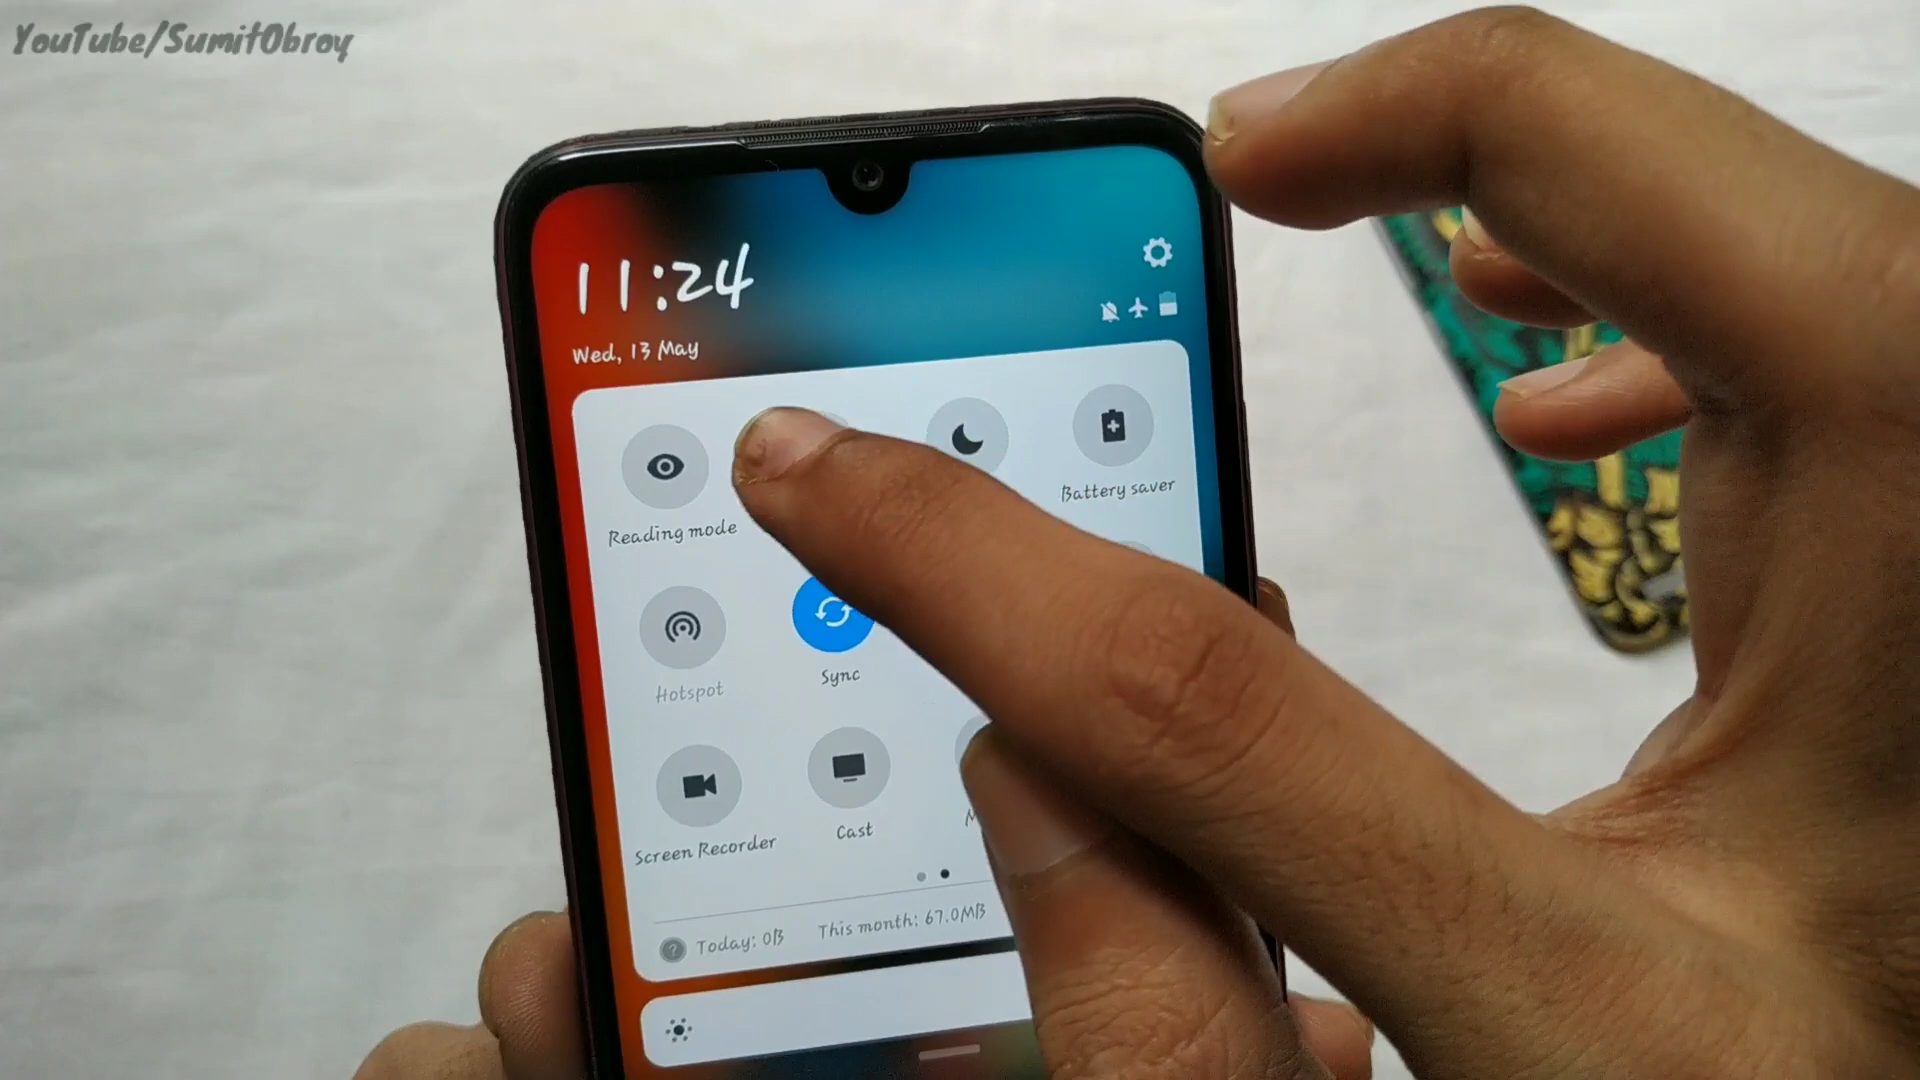 YouTube/SumitObroy
11:24
Wed, 13 May
Battery saver
Reading mode
Hotspot
Sync
Screen Recorder
Cast
Today: 0B
This month: 67.0MB